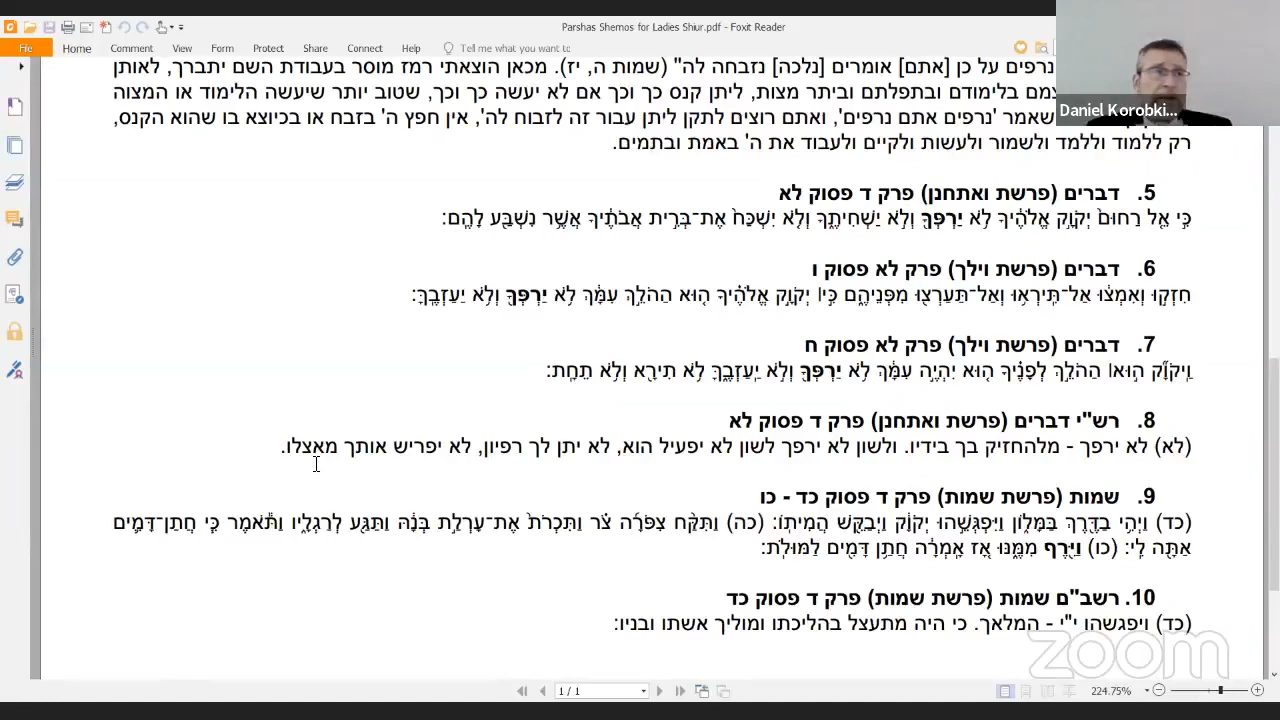 Parshas Shemos for Ladies Shiur.pdf - Foxit Reader
File Home Comment View Form Protect Share Connect Help Tell me what you want to
Daniel Korobki...
נרפים על כן [אתם] אומרים [נלכה] נזבחה לה" (שמות ה, יז). מכאן הוצאתי רמז מוסר בעבודת השם יתברך, לאותן
צמם בלימודם ובתפלתם וביתר מצות, ליתן קנס כך וכך אם לא יעשה כך וכך, שטוב יותר שיעשה הלימוד או המצוה
שאמר 'נרפים אתם נרפים', ואתם רוצים לתקן ליתן עבור זה לזבוח לה', אין חפץ ה' בזבח או בכיוצא בו שהוא הקנס,
רק ללמוד וללמד ולשמור ולעשות ולקיים ולעבוד את ה' באמת ובתמים.
5. דברים (פרשת ואתחנן) פרק ד פסוק לא
כִּ֣י אֵ֤ל רַחוּם֙ יְקֹוָ֣ק אֱלֹהֶ֔יךָ לֹ֥א יַרְפְּךָ֖ וְלֹ֣א יַשְׁחִיתֶ֑ךָ וְלֹ֤א יִשְׁכַּח֙ אֶת־בְּרִ֣ית אֲבֹתֶ֔יךָ אֲשֶׁ֥ר נִשְׁבַּ֖ע לָהֶֽם:
6. דברים (פרשת וילך) פרק לא פסוק ו
חִזְק֣וּ וְאִמְצ֔וּ אַל־תִּֽירְא֥וּ וְאַל־תַּעַרְצ֖וּ מִפְּנֵיהֶ֑ם כִּ֣י׀ יְקֹוָ֣ק אֱלֹהֶ֗יךָ ה֚וּא הַהֹלֵ֣ךְ עִמָּ֔ךְ לֹ֥א יַרְפְּךָ֖ וְלֹ֥א יַעַזְבֶֽךָּ:
7. דברים (פרשת וילך) פרק לא פסוק ח
וַֽיקֹוָ֞ק ה֣וּא׀ הַהֹלֵ֣ךְ לְפָנֶ֗יךָ ה֚וּא יִהְיֶ֣ה עִמָּ֔ךְ לֹ֥א יַרְפְּךָ֖ וְלֹ֣א יַֽעַזְבֶ֑ךָּ לֹ֥א תִירָ֖א וְלֹ֥א תֵחָֽת:
8. רש"י דברים (פרשת ואתחנן) פרק ד פסוק לא
(לא) לא ירפך - מלהחזיק בך בידיו. ולשון לא ירפך לשון לא יפעיל הוא, לא יתן לך רפיון, לא יפריש אותך מאצלו.
9. שמות (פרשת שמות) פרק ד פסוק כד - כו
(כד) וַיְהִ֥י בַדֶּ֖רֶךְ בַּמָּל֑וֹן וַיִּפְגְּשֵׁ֣הוּ יְקֹוָ֔ק וַיְבַקֵּ֖שׁ הֲמִיתֽוֹ: (כה) וַתִּקַּ֨ח צִפֹּרָ֜ה צֹ֗ר וַתִּכְרֹת֙ אֶת־עָרְלַ֣ת בְּנָ֔הּ וַתַּגַּ֖ע לְרַגְלָ֑יו וַתֹּ֕אמֶר כִּ֧י חֲתַן־דָּמִ֛ים
אַתָּ֖ה לִֽי: (כו) וַיִּ֖רֶף מִמֶּ֑נּוּ אָ֚ז אָֽמְרָ֔ה חֲתַ֥ן דָּמִ֖ים לַמּוּלֹֽת:
10. רשב"ם שמות (פרשת שמות) פרק ד פסוק כד
(כד) ויפגשהו י"י - המלאך. כי היה מתעצל בהליכתו ומוליך אשתו ובניו:
zoom
1 / 1
224.75%